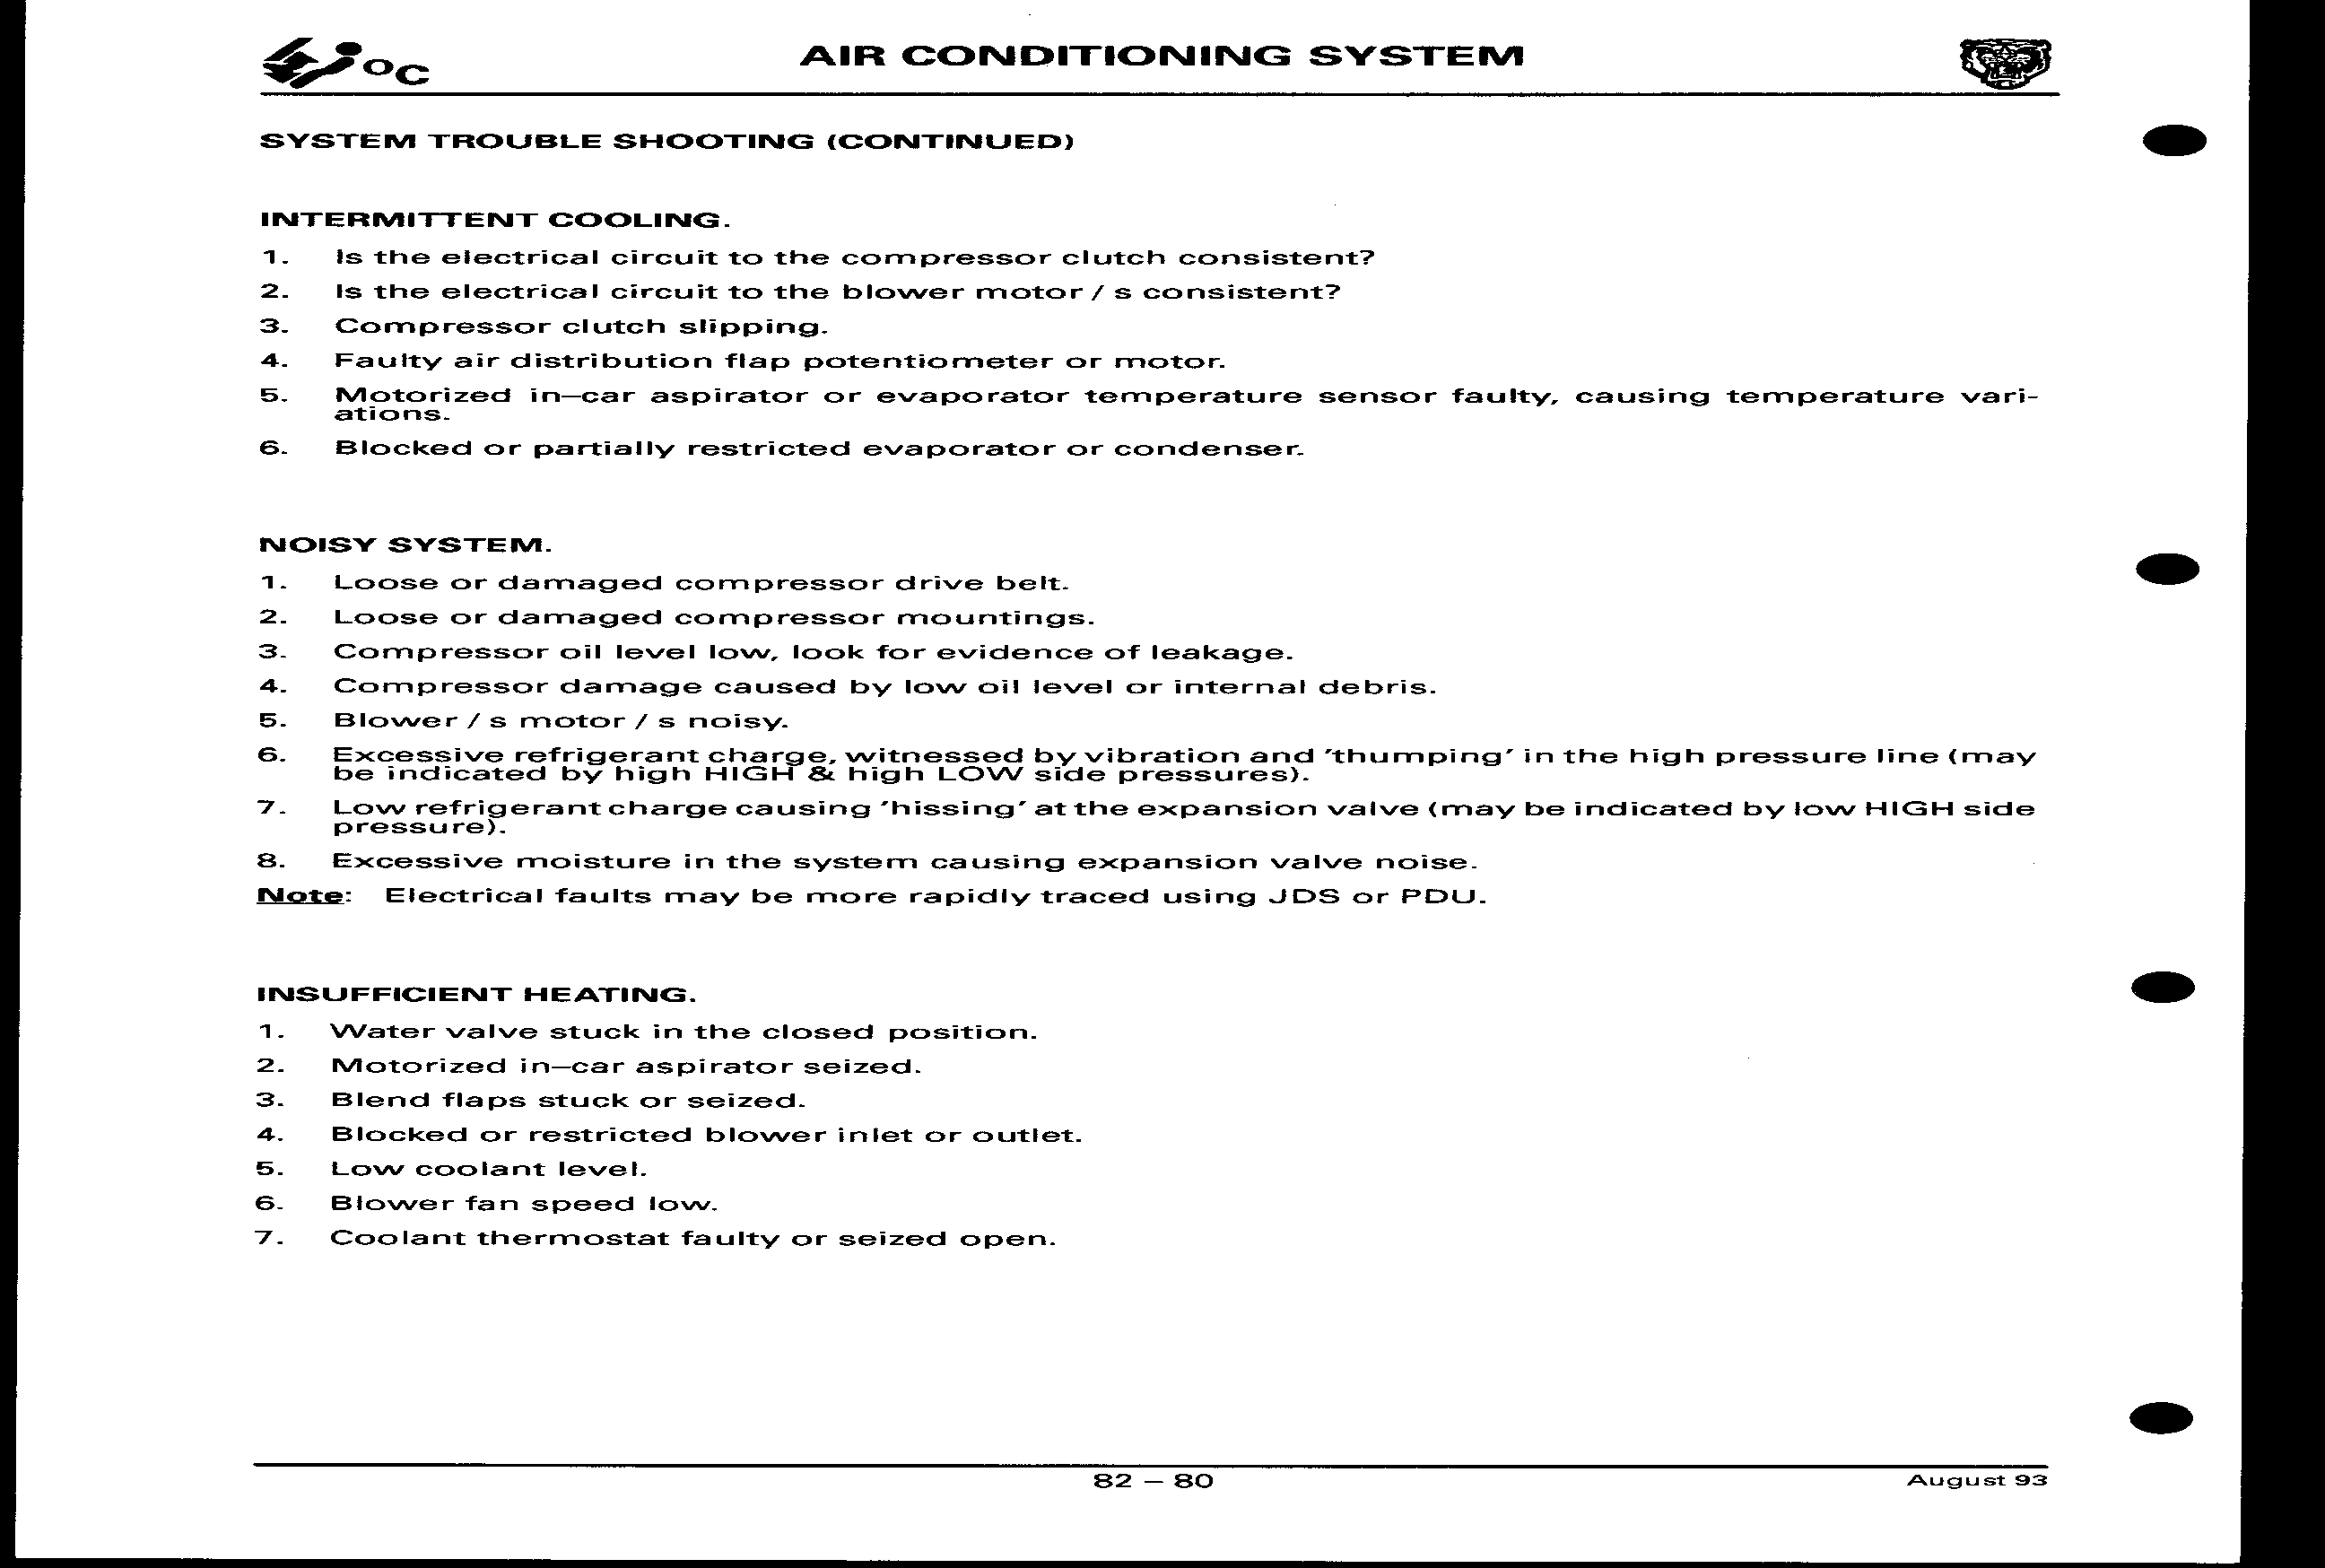 °C
AIR CONDITIONING SYSTEM
SYSTEM TROUBLE SHOOTING (CONTINUED)
INTERMITTENT COOLING.
1. Is the electrical circuit to the compressor clutch consistent?
2. Is the electrical circuit to the blower motor / s consistent?
3. Compressor clutch slipping.
4. Faulty air distribution flap potentiometer or motor.
5. Motorized in–car aspirator or evaporator temperature sensor faulty, causing temperature vari-
ations.
6. Blocked or partially restricted evaporator or condenser.
NOISY SYSTEM.
1. Loose or damaged compressor drive belt.
2. Loose or damaged compressor mountings.
3. Compressor oil level low, look for evidence of leakage.
4. Compressor damage caused by low oil level or internal debris.
5. Blower / s motor / s noisy.
6. Excessive refrigerant charge, witnessed by vibration and 'thumping' in the high pressure line (may
be indicated by high HIGH & high LOW side pressures).
7. Low refrigerant charge causing 'hissing' at the expansion valve (may be indicated by low HIGH side
pressure).
8. Excessive moisture in the system causing expansion valve noise.
Note: Electrical faults may be more rapidly traced using JDS or PDU.
INSUFFICIENT HEATING.
1. Water valve stuck in the closed position.
2. Motorized in–car aspirator seized.
3. Blend flaps stuck or seized.
4. Blocked or restricted blower inlet or outlet.
5. Low coolant level.
6. Blower fan speed low.
7. Coolant thermostat faulty or seized open.
82 – 80
August 93